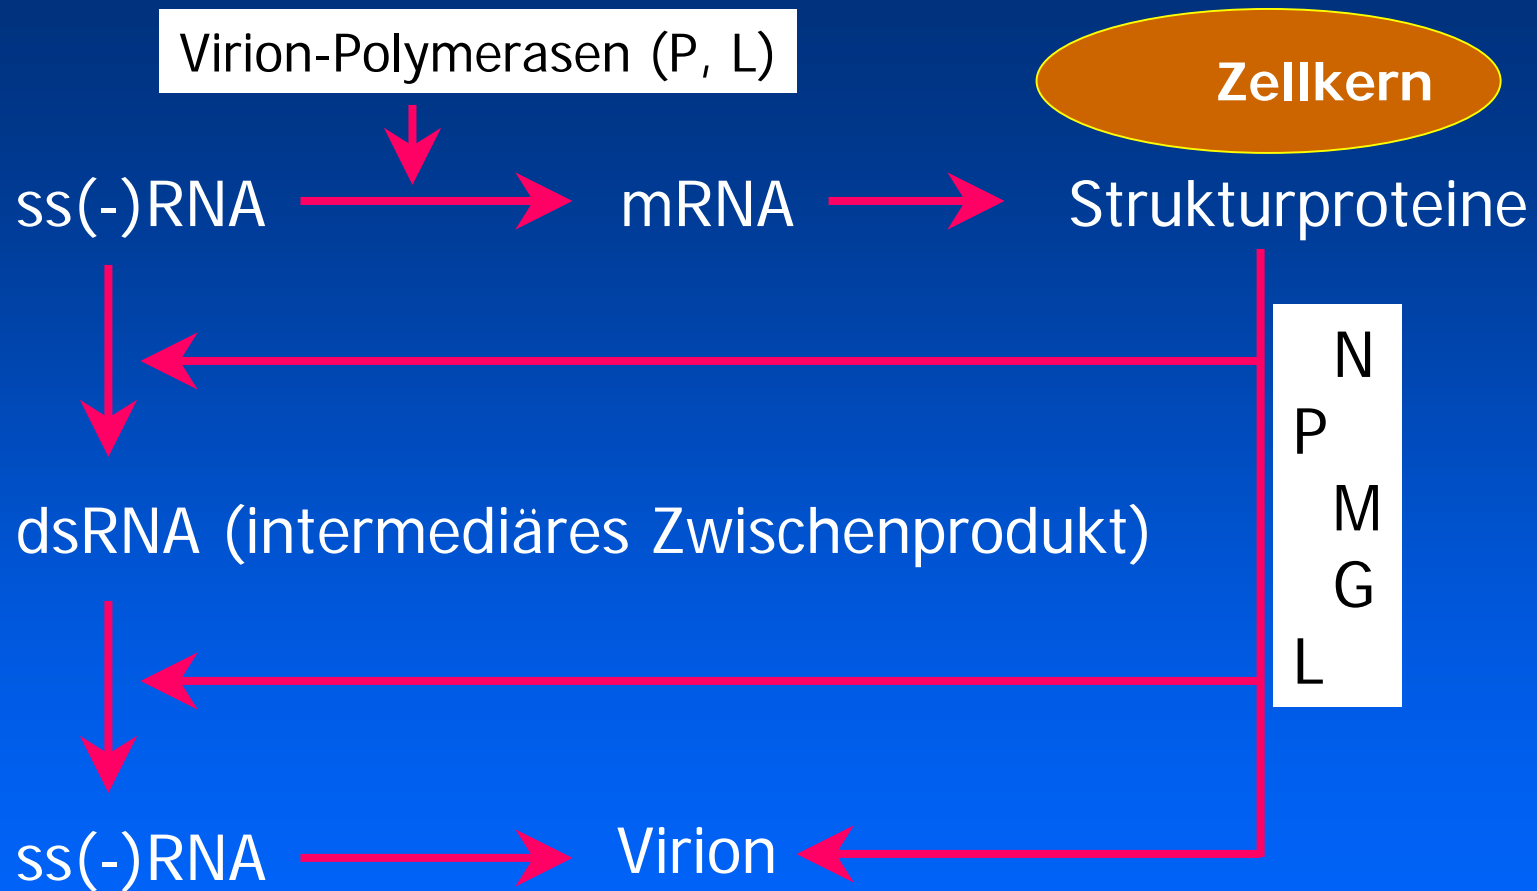 Virion-Polymerasen (P, L)
Zellkern
ss(-)RNA
mRNA
Strukturproteine
N
P
M
G
L
dsRNA (intermediäres Zwischenprodukt)
ss(-)RNA
Virion